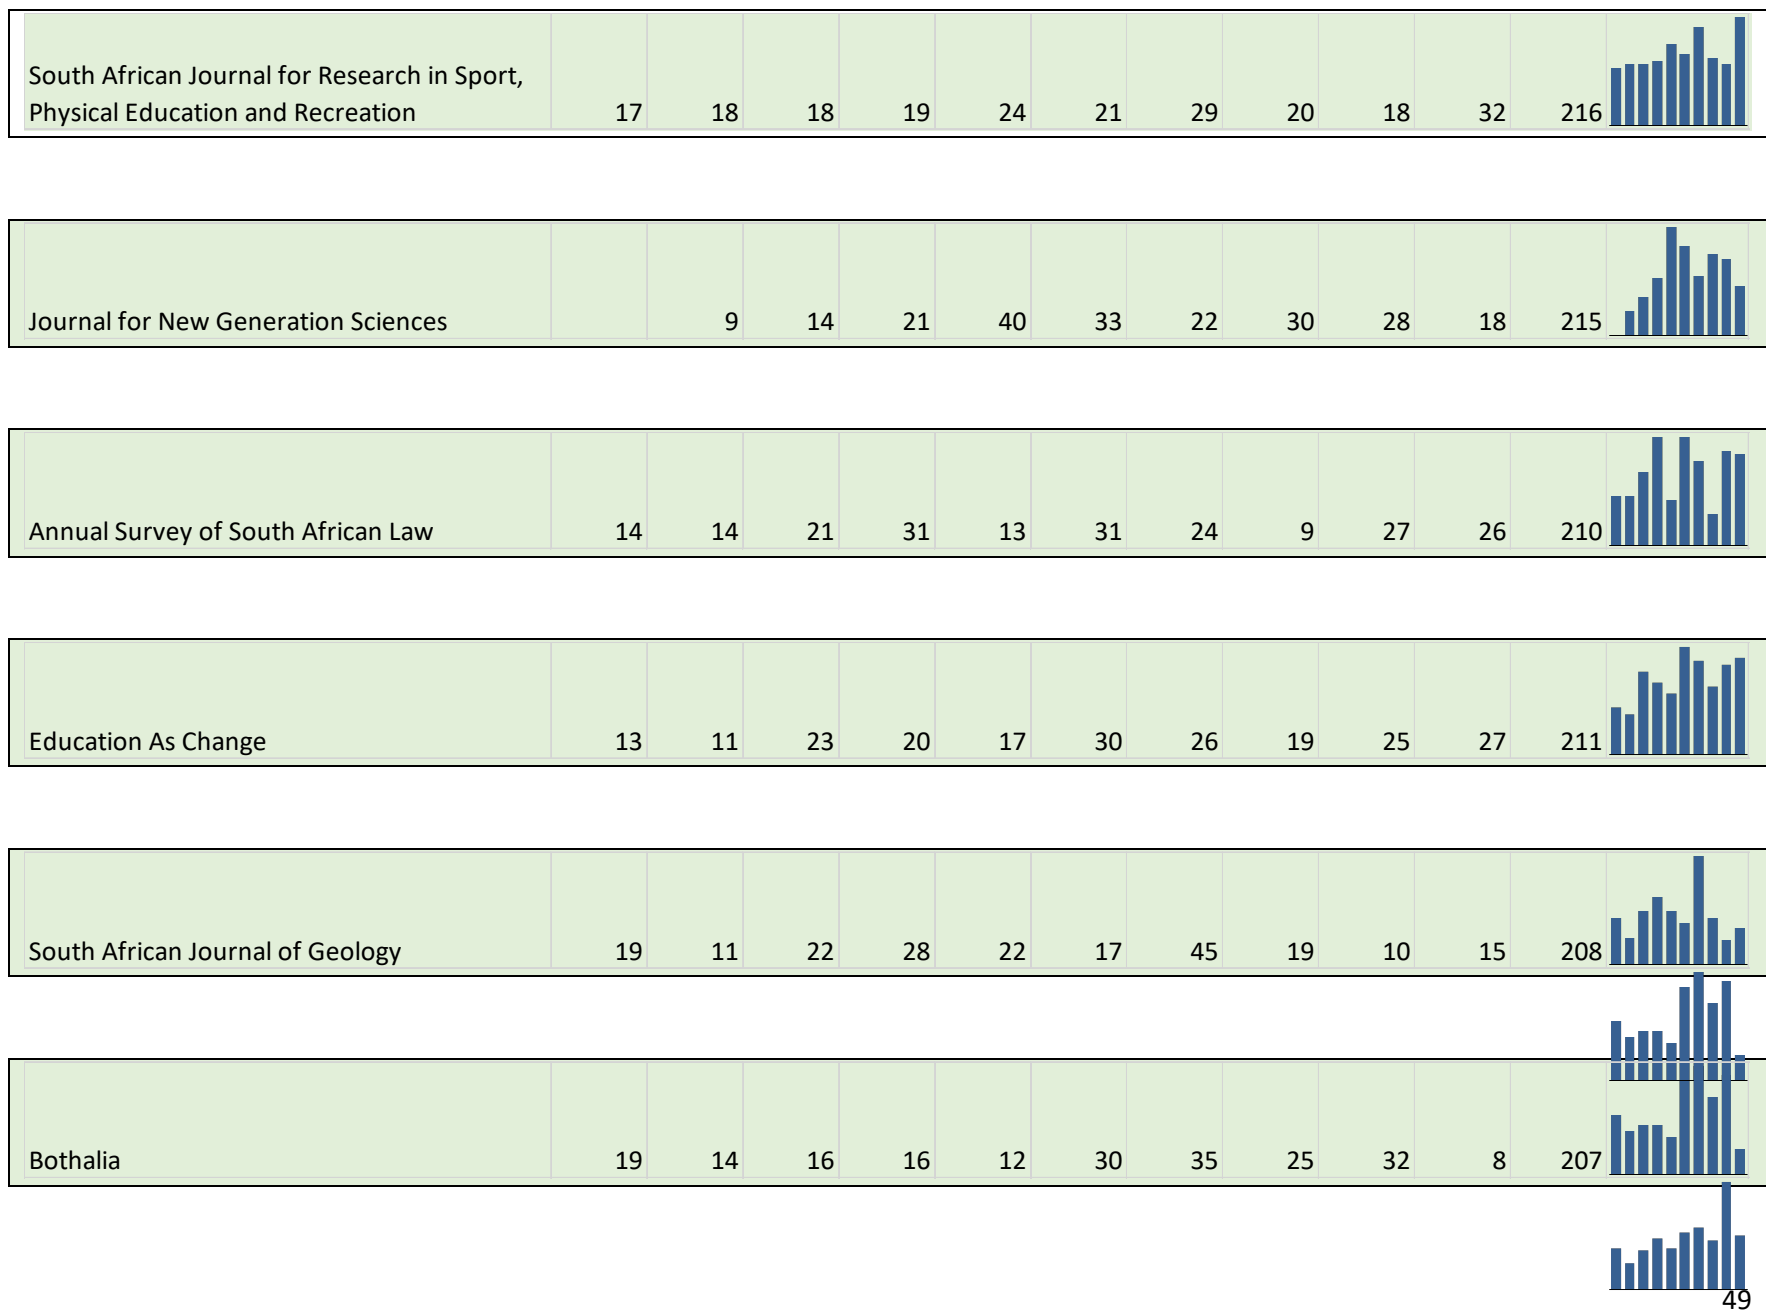 South African Journal for Research in Sport,
Physical Education and Recreation 17 18 18 19 24 21 29 20 18 32 216
Journal for New Generation Sciences 9 14 21 40 33 22 30 28 18 215
Annual Survey of South African Law 14 14 21 31 13 31 24 9 27 26 210
Education As Change 13 11 23 20 17 30 26 19 25 27 211
South African Journal of Geology 19 11 22 28 22 17 45 19 10 15 208
Bothalia 19 14 16 16 12 30 35 25 32 8 207
49